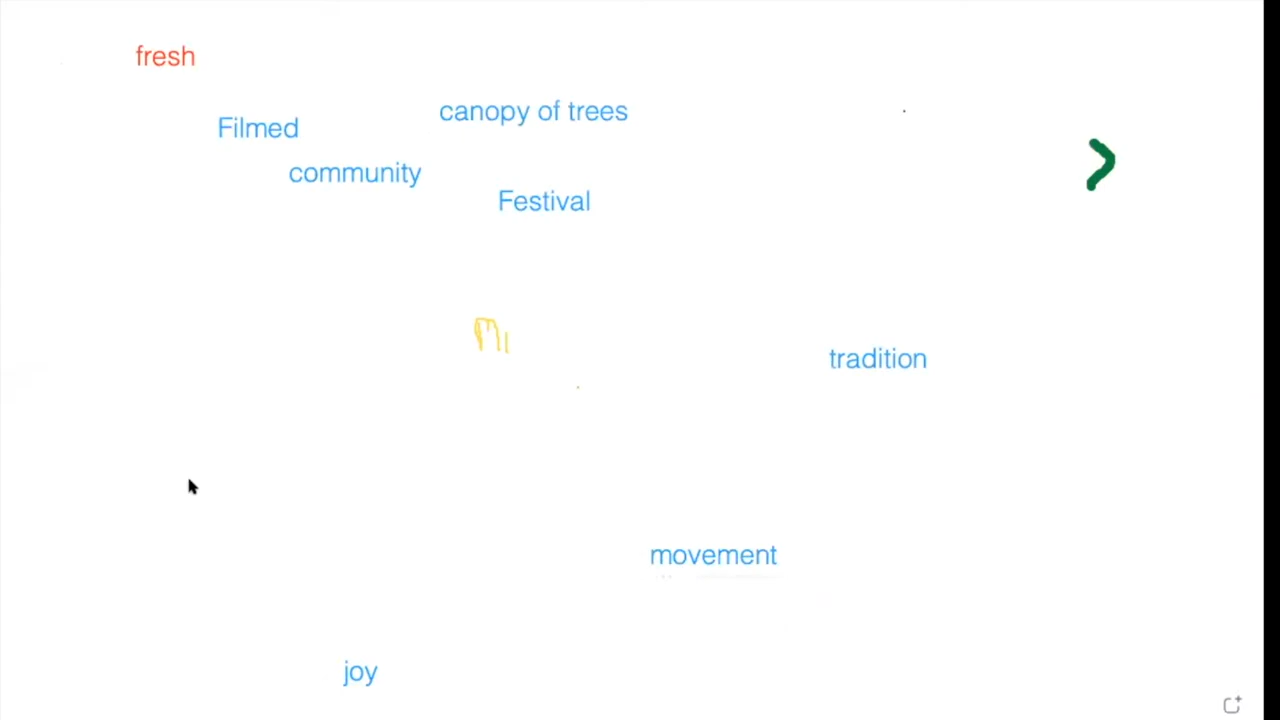 fresh
canopy of trees
Filmed
community
Festival
tradition
movement
joy